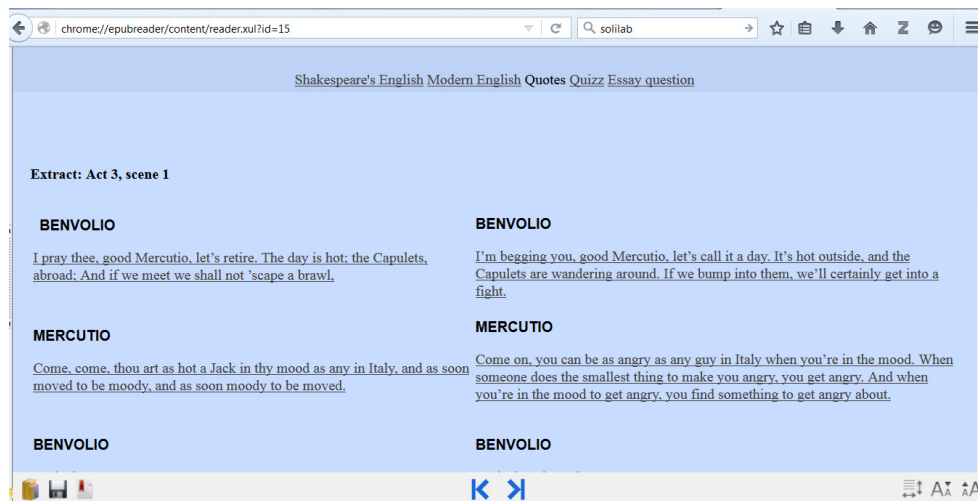 chrome://epubreader/content/reader.xul?id=15
solilab
Shakespeare's English Modern English Quotes Quizz Essay question
Extract: Act 3, scene 1
BENVOLIO
I pray thee, good Mercutio, let’s retire. The day is hot; the Capulets,
abroad; And if we meet we shall not ’scape a brawl,
MERCUTIO
Come, come, thou art as hot a Jack in thy mood as any in Italy, and as soon
moved to be moody, and as soon moody to be moved.
BENVOLIO
BENVOLIO
I’m begging you, good Mercutio, let’s call it a day. It’s hot outside, and the
Capulets are wandering around. If we bump into them, we’ll certainly get into a
fight.
MERCUTIO
Come on, you can be as angry as any guy in Italy when you’re in the mood. When
someone does the smallest thing to make you angry, you get angry. And when
you’re in the mood to get angry, you find something to get angry about.
BENVOLIO